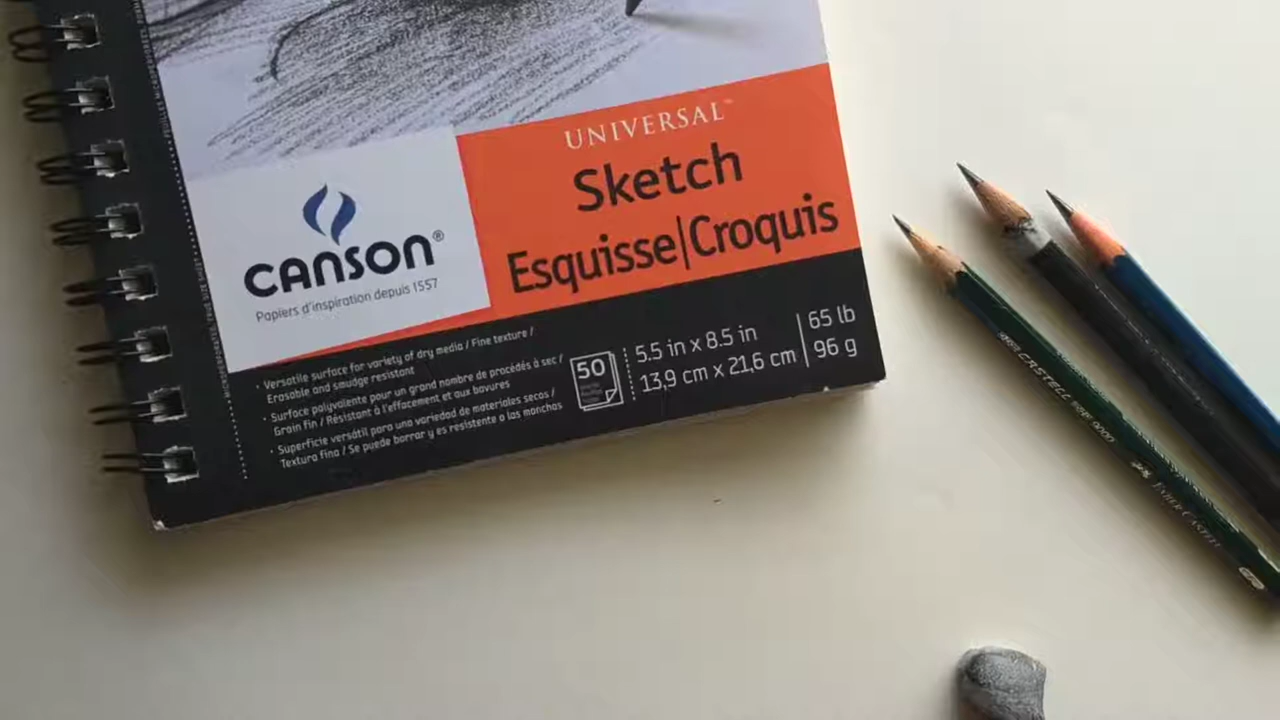 UNIVERSAL™
Sketch
Esquisse|Croquis
CANSON®
Papiers d'inspiration depuis 1557
• Versatile surface for variety of dry media / Fine texture /
Erasable and smudge resistant
• Surface polyvalente pour un grand nombre de procédés à sec /
Grain fin / Résistant à l'effacement et aux bavures
• Superficie versátil para una variedad de materiales secos /
Textura fina / Se puede borrar y es resistente a las manchas
50
5.5 in x 8.5 in
13,9 cm x 21,6 cm
65 lb
96 g
CASTELL
9000
FABER-CASTELL